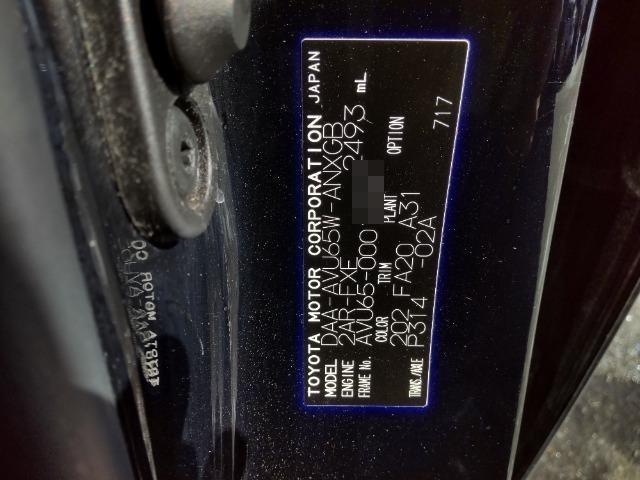 TOYOTA MOTOR CORPORATION JAPAN
MODEL DAA-AVU65W-ANXGB
ENGINE 2AR-FXE 2493 mL
FRAME No. AVU65-000
COLOR TRIM PLANT OPTION
202 FA20 A31
TRANS./AXLE P314 -02A 717